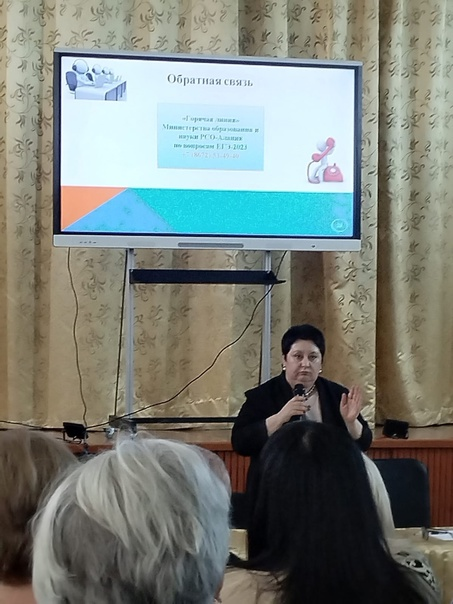 Обратная связь
«Горячая линия»
Министерства образования и
науки РСО-Алания
по вопросам ЕГЭ-2023